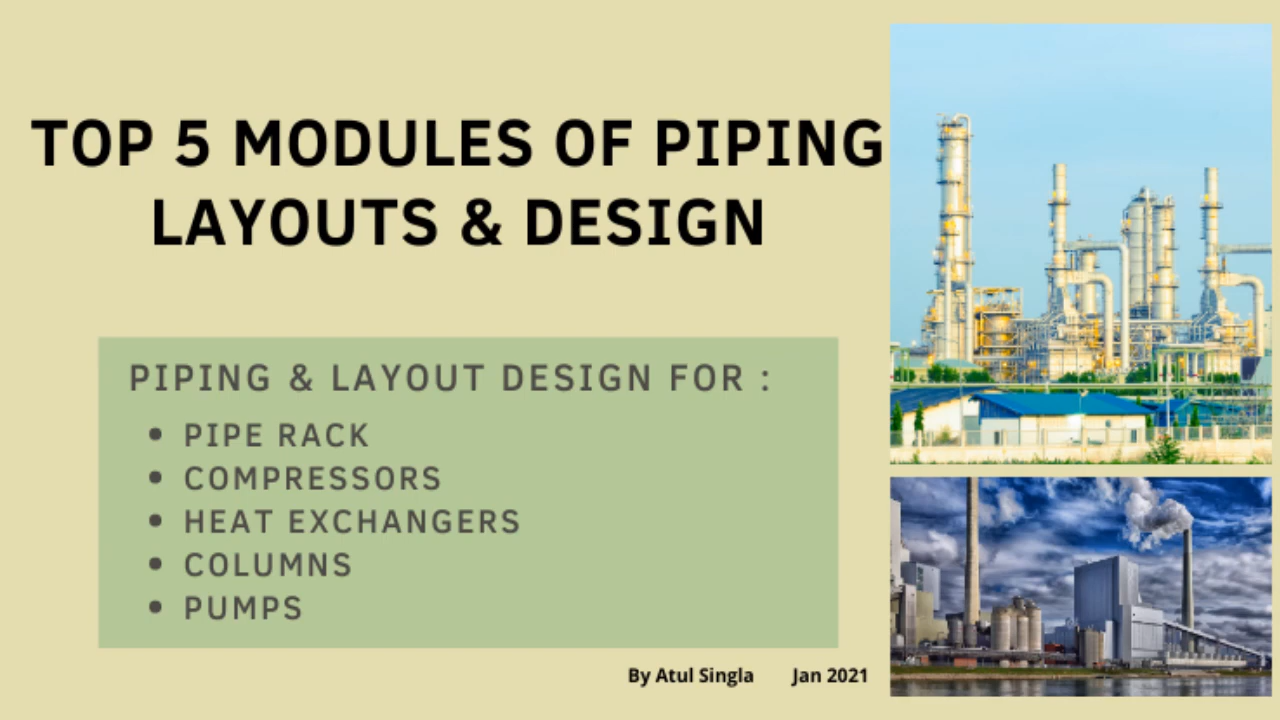 TOP 5 MODULES OF PIPING
LAYOUTS & DESIGN
PIPING & LAYOUT DESIGN FOR :
• PIPE RACK
• COMPRESSORS
• HEAT EXCHANGERS
• COLUMNS
• PUMPS
By Atul Singla Jan 2021